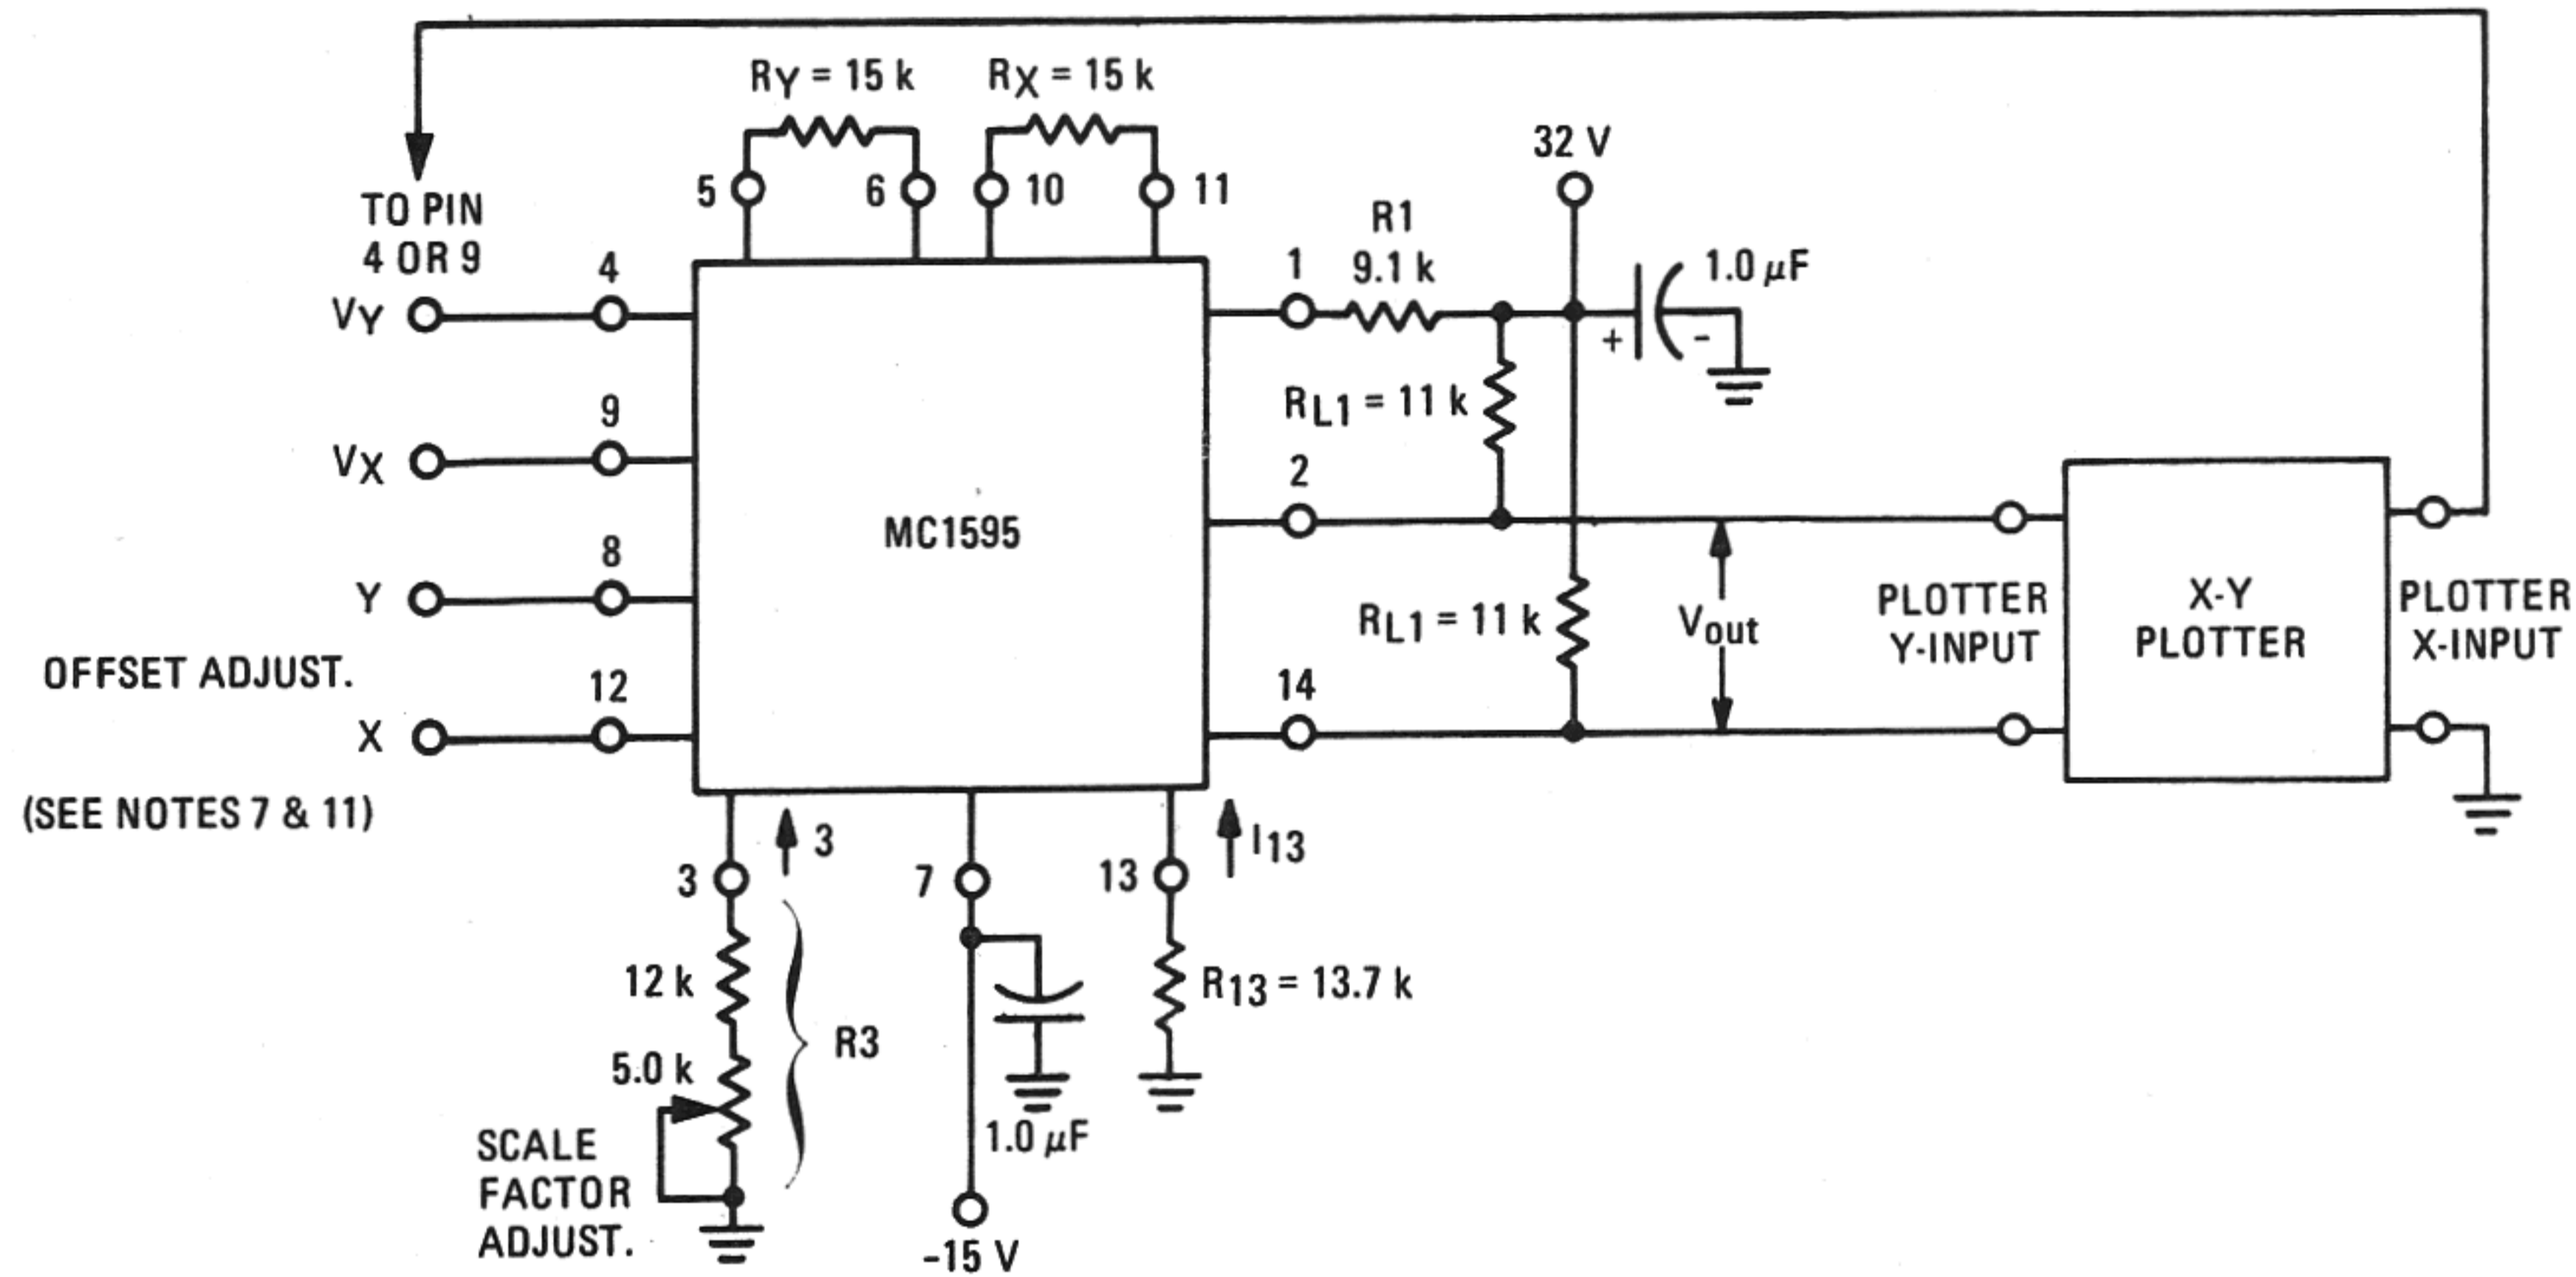 RY = 15 k
RX = 15 k
32 V
TO PIN
4 OR 9
5
6
10
11
R1
9.1 k
1.0 μF
+
-
4
VY
1
RL1 = 11 k
9
VX
2
MC1595
8
Y
RL1 = 11 k
Vout
PLOTTER
Y-INPUT
X-Y
PLOTTER
PLOTTER
X-INPUT
OFFSET ADJUST.
12
X
14
(SEE NOTES 7 & 11)
3
3
7
13
I13
12 k
R3
R13 = 13.7 k
5.0 k
1.0 μF
SCALE
FACTOR
ADJUST.
-15 V